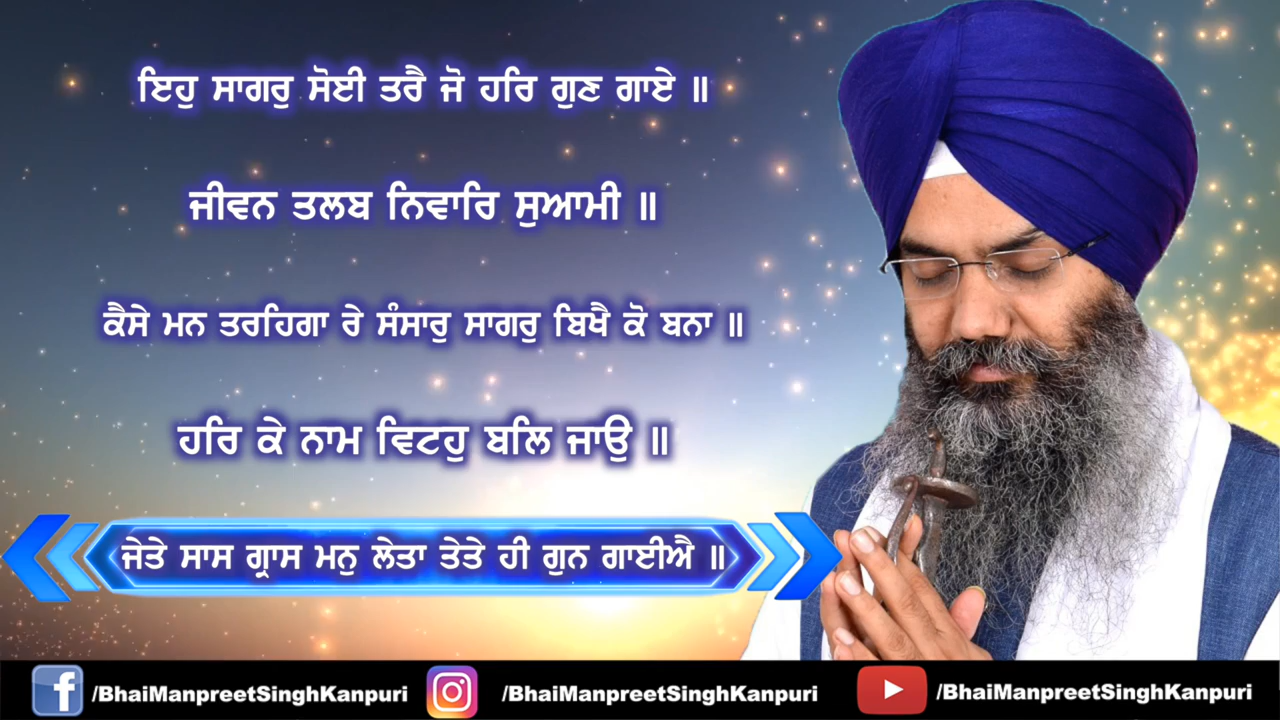 ਇਹੁ ਸਾਗਰੁ ਸੋਈ ਤਰੈ ਜੋ ਹਰਿ ਗੁਣ ਗਾਏ ॥
ਜੀਵਨ ਤਲਬ ਨਿਵਾਰਿ ਸੁਆਮੀ ॥
ਕੈਸੇ ਮਨ ਤਰਹਿਗਾ ਰੇ ਸੰਸਾਰੁ ਸਾਗਰੁ ਬਿਖੈ ਕੋ ਬਨਾ ॥
ਹਰਿ ਕੇ ਨਾਮ ਵਿਟਹੁ ਬਲਿ ਜਾਉ ॥
ਜੇਤੇ ਸਾਸ ਗ੍ਰਾਸ ਮਨੁ ਲੇਤਾ ਤੇਤੇ ਹੀ ਗੁਨ ਗਾਈਐ ॥
/BhaiManpreetSinghKanpuri /BhaiManpreetSinghKanpuri /BhaiManpreetSinghKanpuri